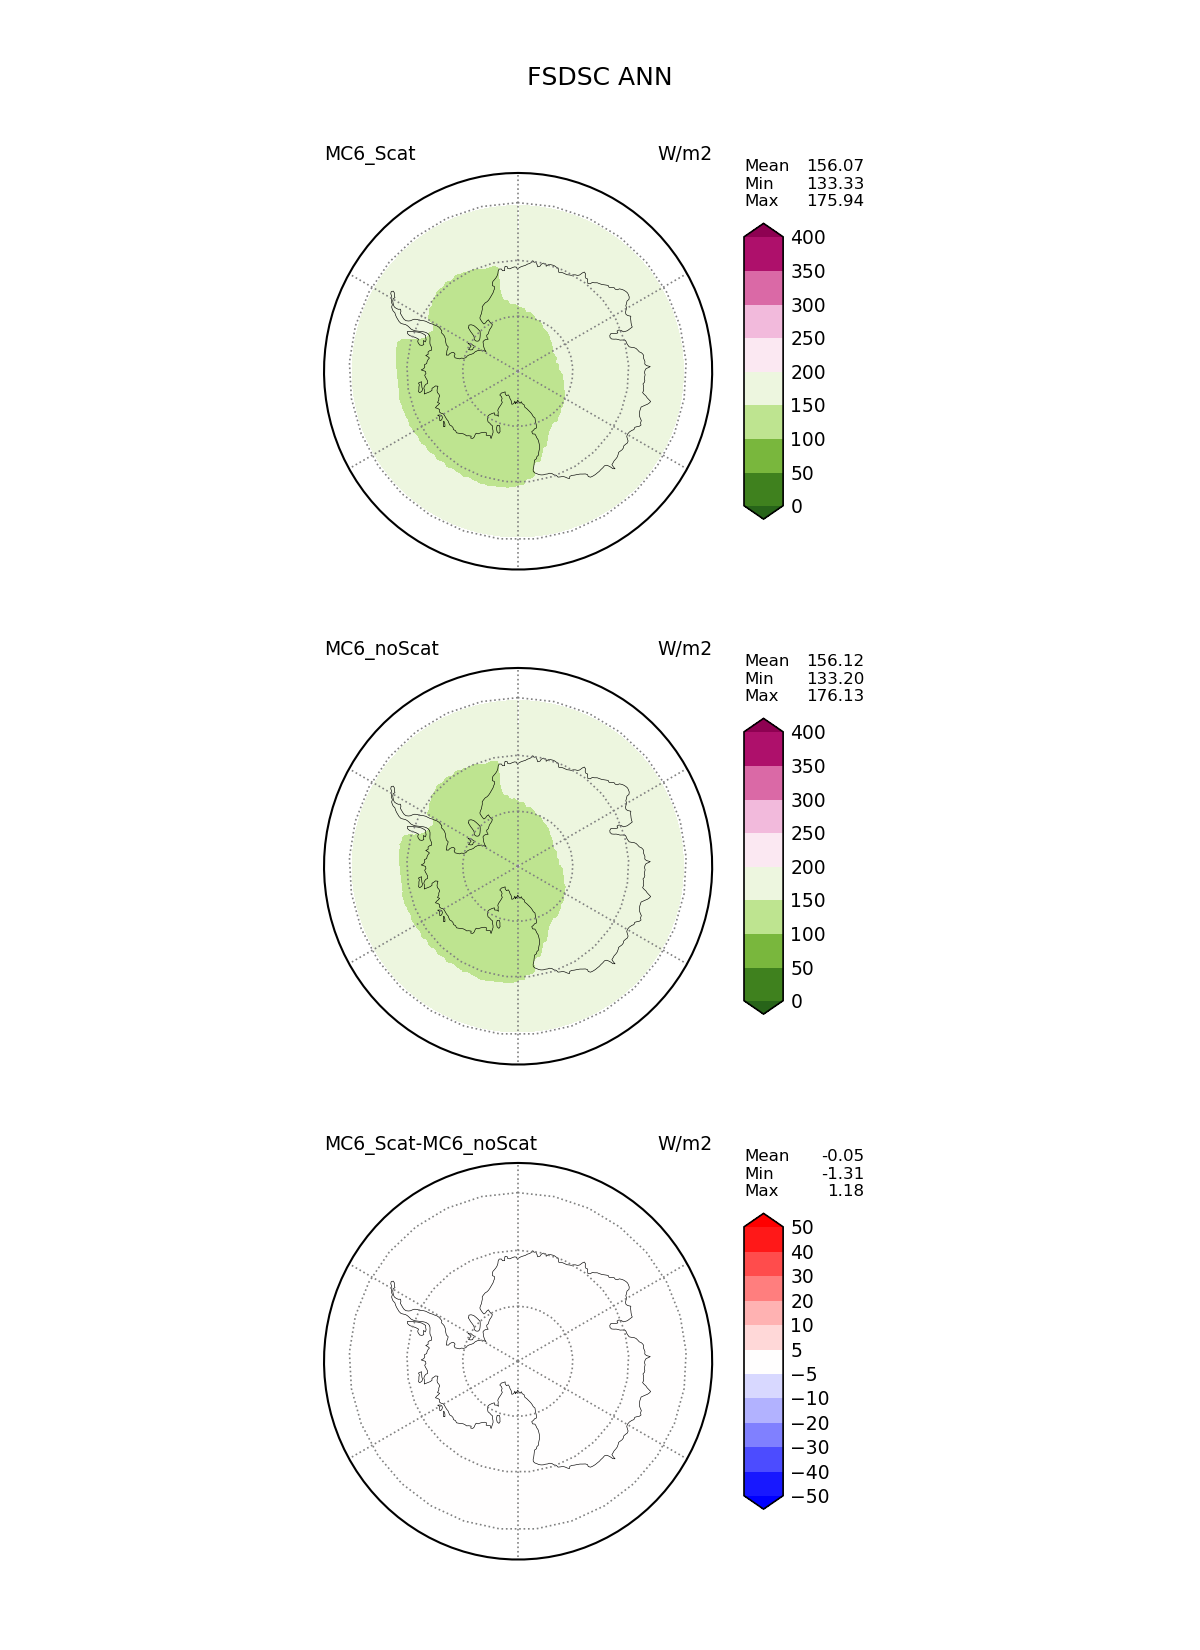 FSDSC ANN
MC6_Scat W/m2
Mean 156.07
Min 133.33
Max 175.94
400
350
300
250
200
150
100
50
0
MC6_noScat W/m2
Mean 156.12
Min 133.20
Max 176.13
400
350
300
250
200
150
100
50
0
MC6_Scat-MC6_noScat W/m2
Mean -0.05
Min -1.31
Max 1.18
50
40
30
20
10
5
−5
−10
−20
−30
−40
−50